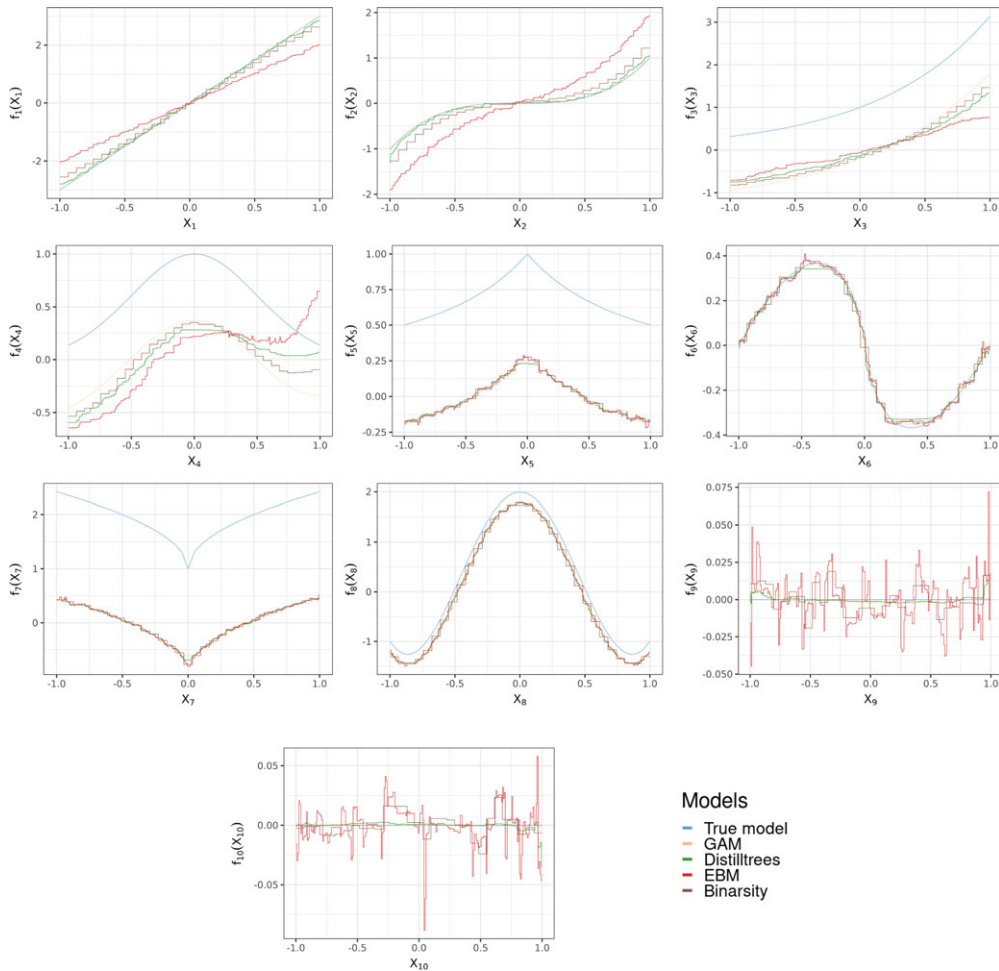 f1(X1)
2
0
-2
-1.0 -0.5 0.0 0.5 1.0
X1
f2(X2)
2
1
0
-1
-2
-1.0 -0.5 0.0 0.5 1.0
X2
f3(X3)
3
2
1
0
-1
-1.0 -0.5 0.0 0.5 1.0
X3
f4(X4)
1.0
0.5
0.0
-0.5
-1.0 -0.5 0.0 0.5 1.0
X4
f5(X5)
1.00
0.75
0.50
0.25
0.00
-0.25
-1.0 -0.5 0.0 0.5 1.0
X5
f6(X6)
0.4
0.2
0.0
-0.2
-0.4
-1.0 -0.5 0.0 0.5 1.0
X6
f7(X7)
2
1
0
-1.0 -0.5 0.0 0.5 1.0
X7
f8(X8)
2
1
0
-1
-1.0 -0.5 0.0 0.5 1.0
X8
f9(X9)
0.075
0.050
0.025
0.000
-0.025
-0.050
-1.0 -0.5 0.0 0.5 1.0
X9
f10(X10)
0.05
0.00
-0.05
-1.0 -0.5 0.0 0.5 1.0
X10
Models
True model
GAM
Distilltrees
EBM
Binarsity